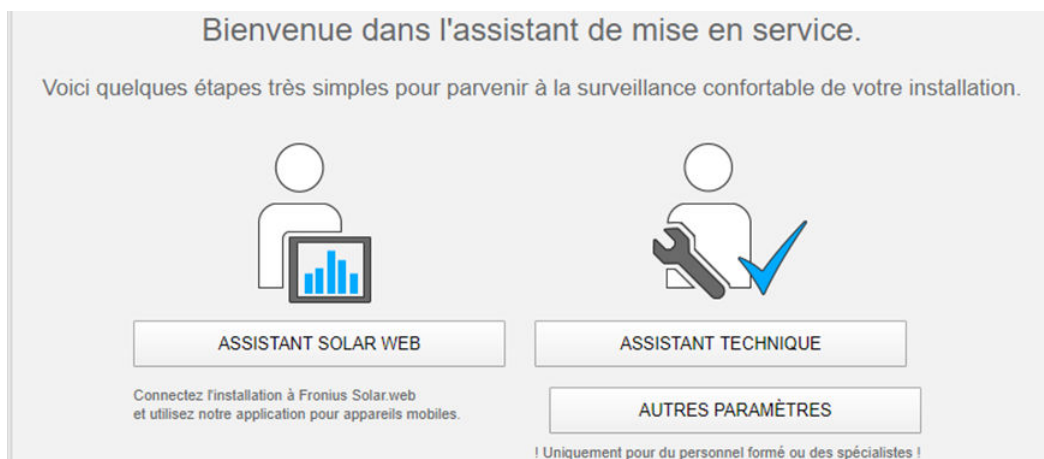 Bienvenue dans l'assistant de mise en service.
Voici quelques étapes très simples pour parvenir à la surveillance confortable de votre installation.
ASSISTANT SOLAR WEB
Connectez l'installation à Fronius Solar.web
et utilisez notre application pour appareils mobiles.
ASSISTANT TECHNIQUE
AUTRES PARAMÈTRES
! Uniquement pour du personnel formé ou des spécialistes !